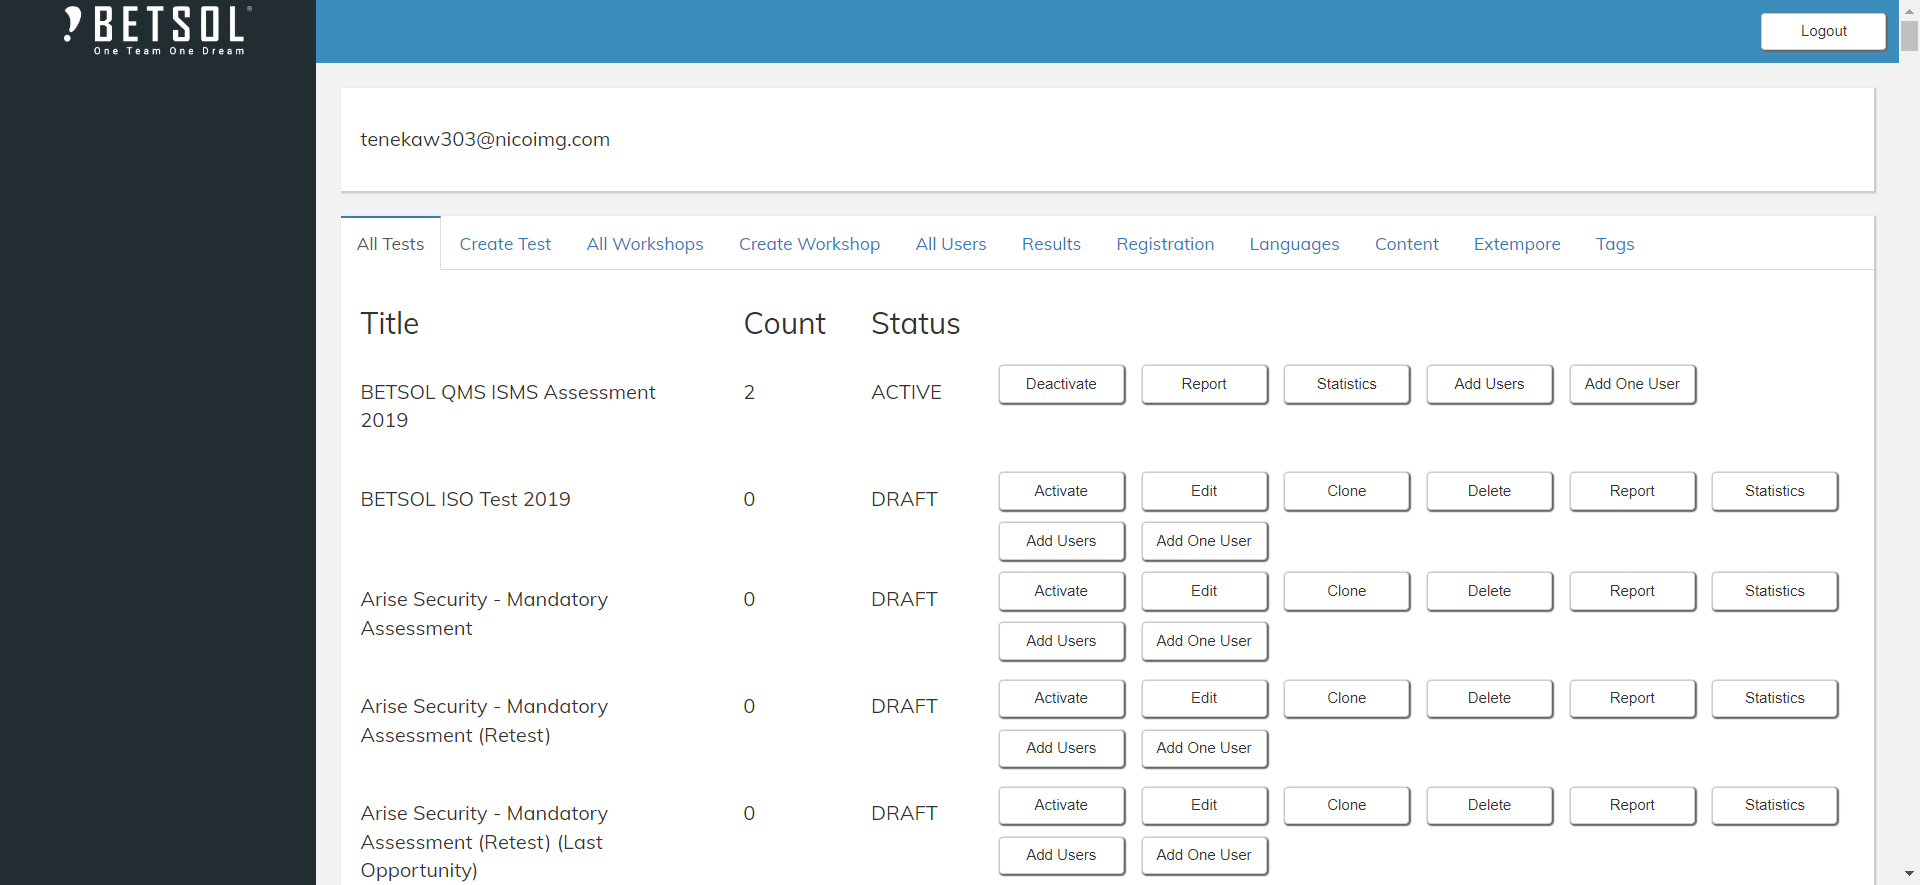 BETSOL®
One Team One Dream
Logout
tenekaw303@nicoimg.com
All Tests Create Test All Workshops Create Workshop All Users Results Registration Languages Content Extempore Tags
Title Count Status
BETSOL QMS ISMS Assessment 2 ACTIVE Deactivate Report Statistics Add Users Add One User
2019
BETSOL ISO Test 2019 0 DRAFT Activate Edit Clone Delete Report Statistics
Add Users Add One User
Arise Security - Mandatory 0 DRAFT Activate Edit Clone Delete Report Statistics
Assessment Add Users Add One User
Arise Security - Mandatory 0 DRAFT Activate Edit Clone Delete Report Statistics
Assessment (Retest) Add Users Add One User
Arise Security - Mandatory 0 DRAFT Activate Edit Clone Delete Report Statistics
Assessment (Retest) (Last Add Users Add One User
Opportunity)